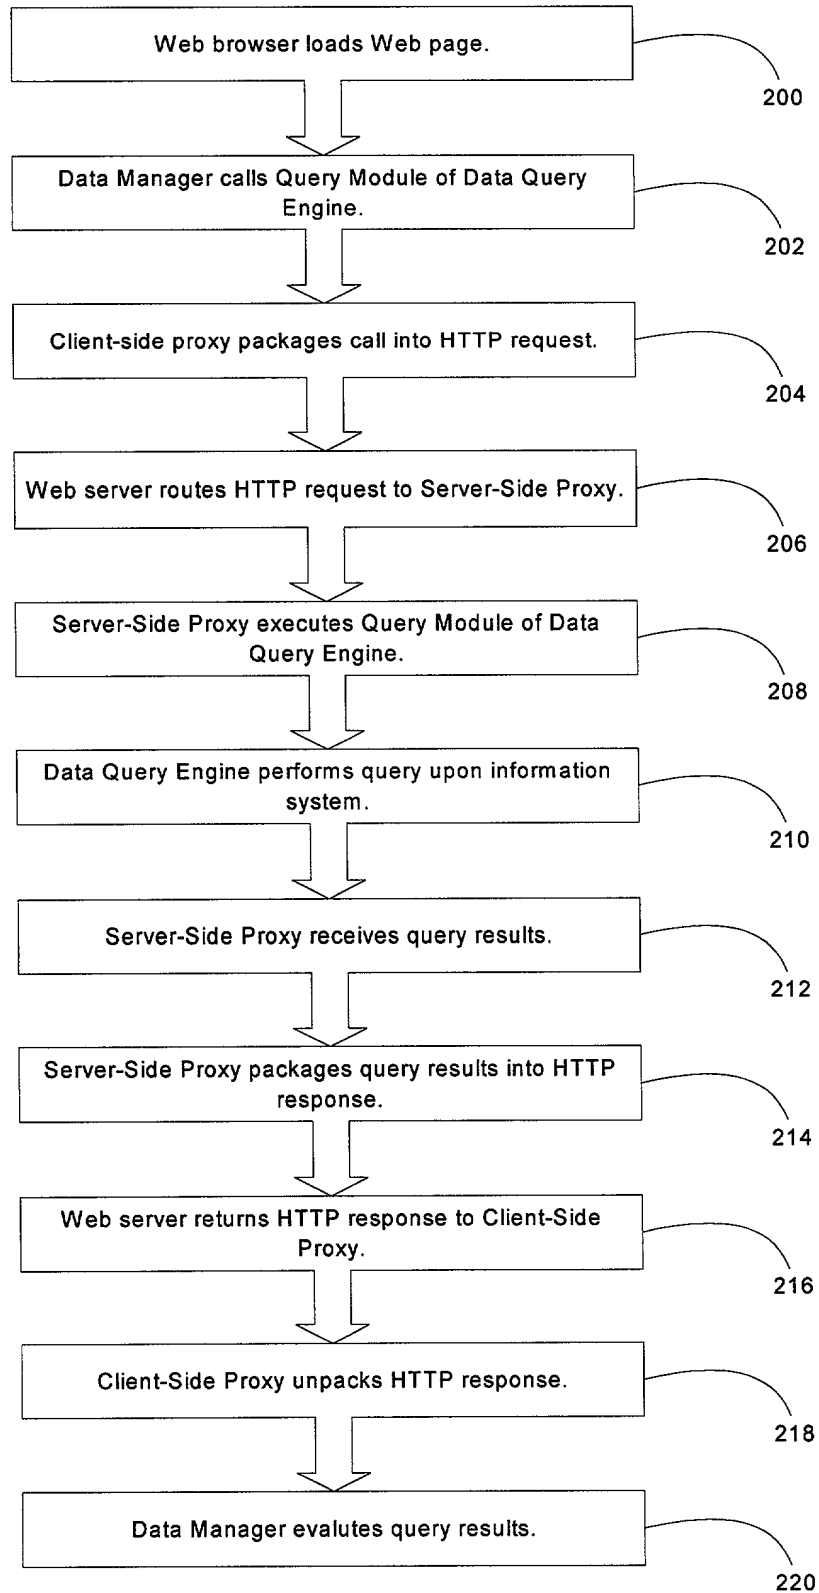 Web browser loads Web page.
200
Data Manager calls Query Module of Data Query
Engine.
202
Client-side proxy packages call into HTTP request.
204
Web server routes HTTP request to Server-Side Proxy.
206
Server-Side Proxy executes Query Module of Data
Query Engine.
208
Data Query Engine performs query upon information
system.
210
Server-Side Proxy receives query results.
212
Server-Side Proxy packages query results into HTTP
response.
214
Web server returns HTTP response to Client-Side
Proxy.
216
Client-Side Proxy unpacks HTTP response.
218
Data Manager evalutes query results.
220